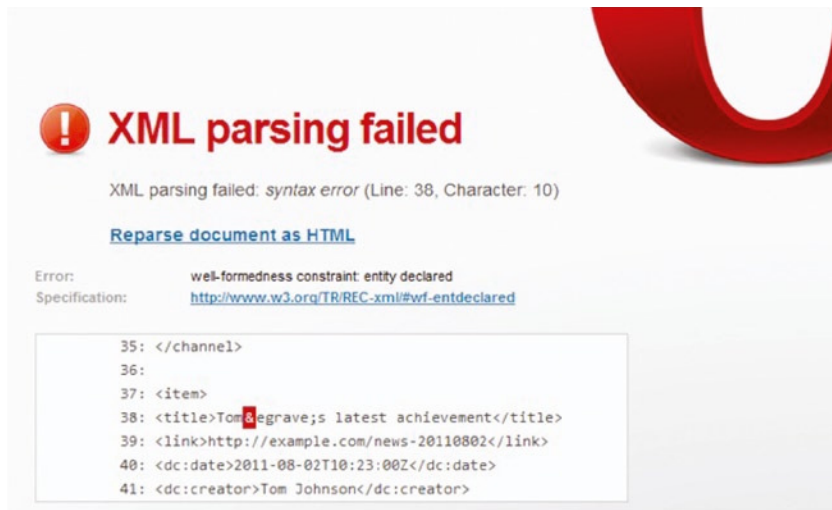 XML parsing failed
XML parsing failed: syntax error (Line: 38, Character: 10)
Reparse document as HTML
Error: well-formedness constraint: entity declared
Specification: http://www.w3.org/TR/REC-xml/#wf-entdeclared
35: </channel>
36:
37: <item>
38: <title>Tom&egrave;s latest achievement</title>
39: <link>http://example.com/news-20110802</link>
40: <dc:date>2011-08-02T10:23:00Z</dc:date>
41: <dc:creator>Tom Johnson</dc:creator>